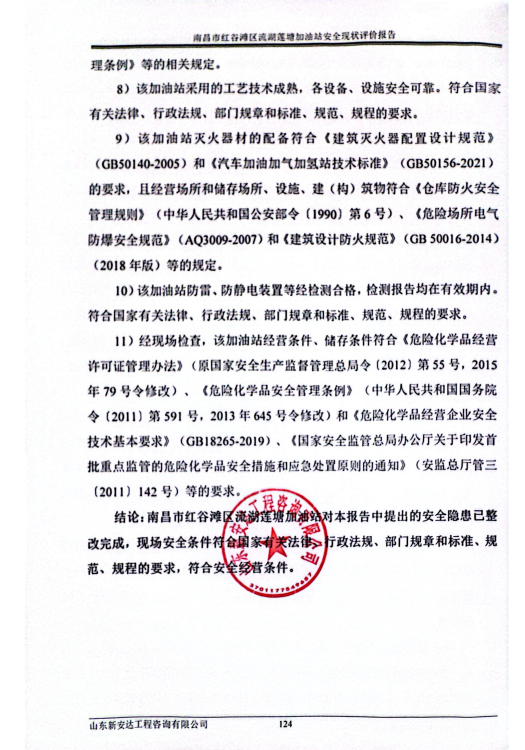 南昌市红谷滩区流湖莲塘加油站安全现状评价报告
理条例》等的相关规定。
8）该加油站采用的工艺技术成熟，各设备、设施安全可靠。符合国家
有关法律、行政法规、部门规章和标准、规范、规程的要求。
9）该加油站灭火器材的配备符合《建筑灭火器配置设计规范》
（GB50140-2005）和《汽车加油加气加氢站技术标准》（GB50156-2021）
的要求，且经营场所和储存场所、设施、建（构）筑物符合《仓库防火安全
管理规则》（中华人民共和国公安部令〔1990〕第 6 号）、《危险场所电气
防爆安全规范》（AQ3009-2007）和《建筑设计防火规范》（GB 50016-2014）
（2018 年版）等的规定。
10）该加油站防雷、防静电装置等经检测合格，检测报告均在有效期内。
符合国家有关法律、行政法规、部门规章和标准、规范、规程的要求。
11）经现场检查，该加油站经营条件、储存条件符合《危险化学品经营
许可证管理办法》（原国家安全生产监督管理总局令〔2012〕第 55 号，2015
年 79 号令修改）、《危险化学品安全管理条例》（中华人民共和国国务院
令〔2011〕第 591 号，2013 年 645 号令修改）和《危险化学品经营企业安全
技术基本要求》（GB18265-2019）、《国家安全监管总局办公厅关于印发首
批重点监管的危险化学品安全措施和应急处置原则的通知》（安监总厅管三
〔2011〕142 号）等的要求。
结论：南昌市红谷滩区流湖莲塘加油站对本报告中提出的安全隐患已整
改完成，现场安全条件符合国家有关法律、行政法规、部门规章和标准、规
范、规程的要求，符合安全经营条件。
山东新安达工程咨询有限公司
3701177549657
山东新安达工程咨询有限公司 124